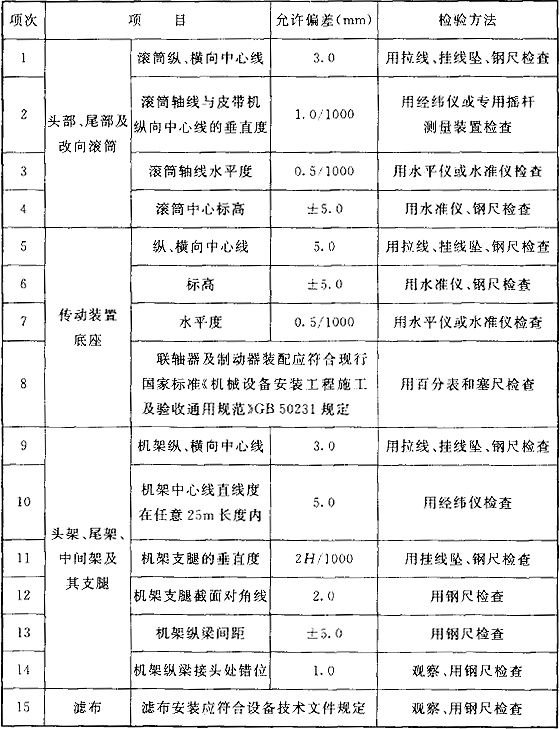 项次 项 目 允许偏差(mm) 检验方法
头部、尾部及
改向滚筒
1 滚筒纵、横向中心线 3.0 用拉线、挂线坠、钢尺检查
2 滚筒轴线与皮带机
纵向中心线的垂直度 1.0/1000 用经纬仪或专用摇杆
测量装置检查
3 滚筒轴线水平度 0.5/1000 用水平仪或水准仪检查
4 滚筒中心标高 ±5.0 用水准仪、钢尺检查
传动装置
底座
5 纵、横向中心线 5.0 用拉线、挂线坠、钢尺检查
6 标高 ±5.0 用水准仪、钢尺检查
7 水平度 0.5/1000 用水平仪或水准仪检查
8 联轴器及制动器装配应符合现行
国家标准《机械设备安装工程施工
及验收通用规范》GB 50231 规定 用百分表和塞尺检查
头架、尾架、
中间架及
其支腿
9 机架纵、横向中心线 3.0 用拉线、挂线坠、钢尺检查
10 机架中心线直线度
在任意25m长度内 5.0 用经纬仪检查
11 机架支腿的垂直度 2H/1000 用挂线坠、钢尺检查
12 机架支腿截面对角线 2.0 用钢尺检查
13 机架纵梁间距 ±5.0 用钢尺检查
14 机架纵梁接头处错位 1.0 观察、用钢尺检查
15 滤布 滤布安装应符合设备技术文件规定 观察、用钢尺检查